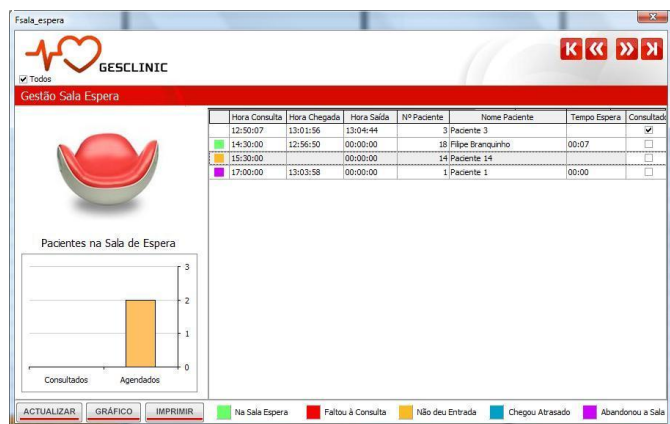 Fsala_espera
GESCLINIC
Todos
Gestão Sala Espera
Hora Consulta Hora Chegada Hora Saída Nº Paciente Nome Paciente Tempo Espera Consultado
12:50:07 13:01:56 13:04:44 3 Paciente 3
14:30:00 12:56:50 00:00:00 18 Filipe Branquinho 00:07
15:30:00 00:00:00 14 Paciente 14
17:00:00 13:03:58 00:00:00 1 Paciente 1 00:00
Pacientes na Sala de Espera
3
2
1
0
Consultados Agendados
ACTUALIZAR GRÁFICO IMPRIMIR Na Sala Espera Faltou à Consulta Não deu Entrada Chegou Atrasado Abandonou a Sala